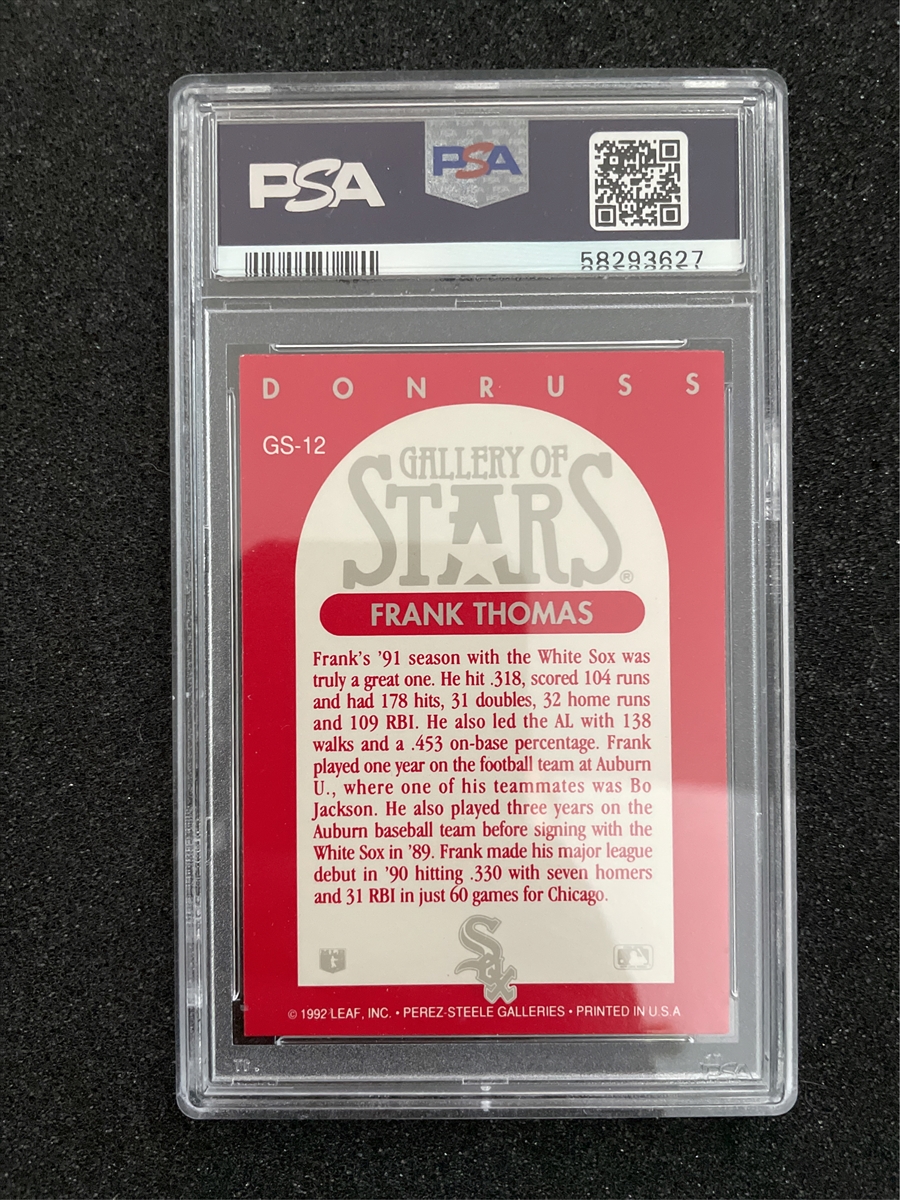 PSA
PSA
58293627
DONRUSS
GS-12
GALLERY OF
STARS®
FRANK THOMAS
Frank's '91 season with the White Sox was
truly a great one. He hit .318, scored 104 runs
and had 178 hits, 31 doubles, 32 home runs
and 109 RBI. He also led the AL with 138
walks and a .453 on-base percentage. Frank
played one year on the football team at Auburn
U., where one of his teammates was Bo
Jackson. He also played three years on the
Auburn baseball team before signing with the
White Sox in '89. Frank made his major league
debut in '90 hitting .330 with seven homers
and 31 RBI in just 60 games for Chicago.
Sox
© 1992 LEAF, INC. • PEREZ-STEELE GALLERIES • PRINTED IN U.S.A
PSA